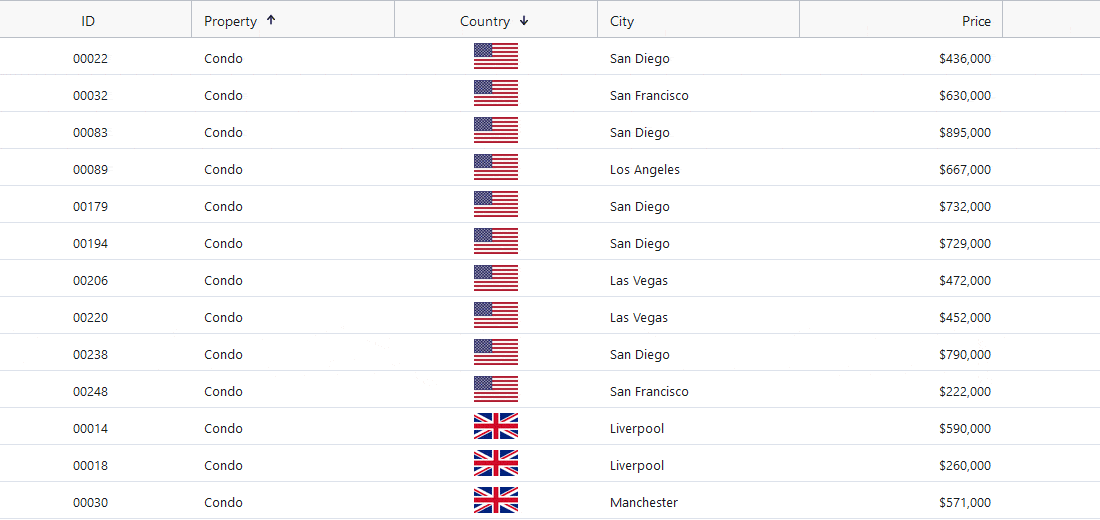 ID Property Country City Price
00022 Condo San Diego $436,000
00032 Condo San Francisco $630,000
00083 Condo San Diego $895,000
00089 Condo Los Angeles $667,000
00179 Condo San Diego $732,000
00194 Condo San Diego $729,000
00206 Condo Las Vegas $472,000
00220 Condo Las Vegas $452,000
00238 Condo San Diego $790,000
00248 Condo San Francisco $222,000
00014 Condo Liverpool $590,000
00018 Condo Liverpool $260,000
00030 Condo Manchester $571,000